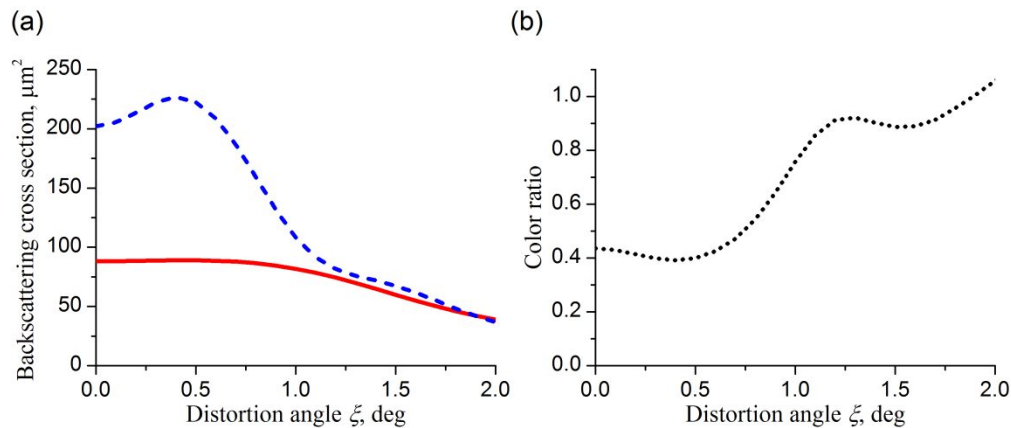 (a)
Backscattering cross section, μm²
250
200
150
100
50
0
0.0 0.5 1.0 1.5 2.0
Distortion angle ξ, deg
(b)
Color ratio
1.0
0.8
0.6
0.4
0.2
0.0
0.0 0.5 1.0 1.5 2.0
Distortion angle ξ, deg